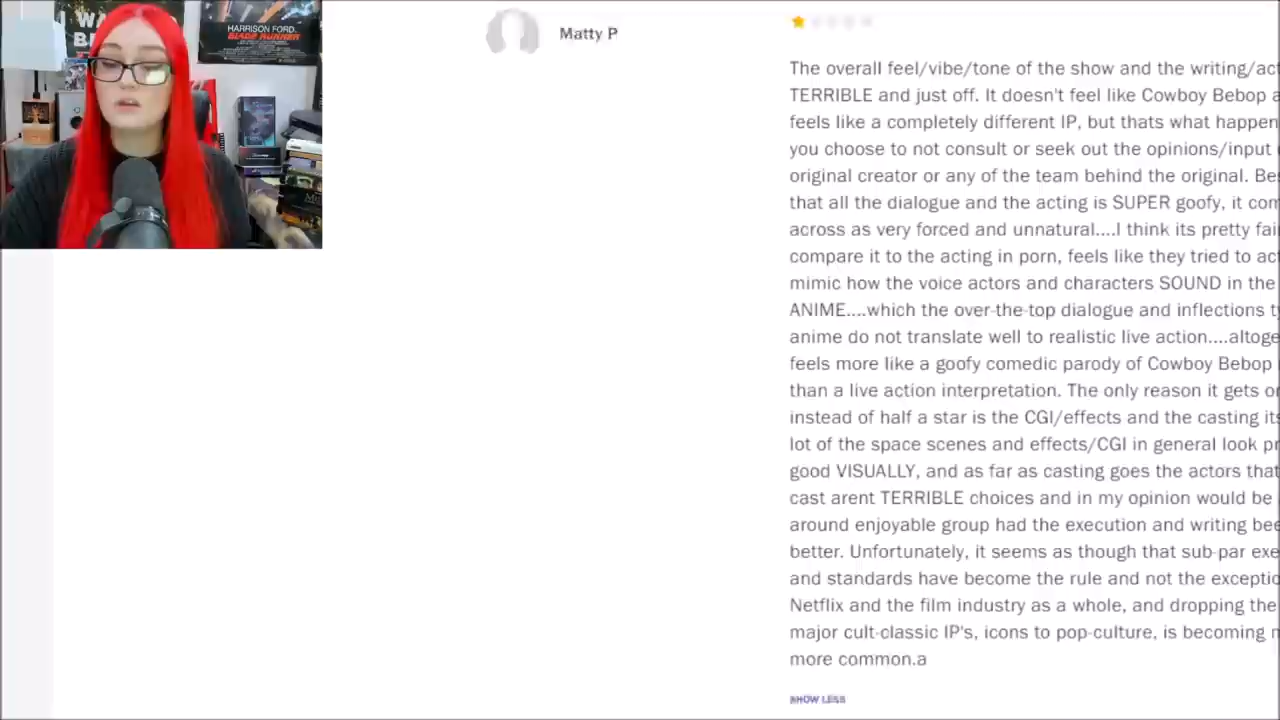 HARRISON FORD.
BLADE RUNNER
Matty P
The overall feel/vibe/tone of the show and the writing/act
TERRIBLE and just off. It doesn't feel like Cowboy Bebop a
feels like a completely different IP, but thats what happen
you choose to not consult or seek out the opinions/input
original creator or any of the team behind the original. Bes
that all the dialogue and the acting is SUPER goofy, it com
across as very forced and unnatural....I think its pretty fair
compare it to the acting in porn, feels like they tried to act
mimic how the voice actors and characters SOUND in the
ANIME....which the over-the-top dialogue and inflections t
anime do not translate well to realistic live action....altoge
feels more like a goofy comedic parody of Cowboy Bebop
than a live action interpretation. The only reason it gets o
instead of half a star is the CGI/effects and the casting its
lot of the space scenes and effects/CGI in general look pr
good VISUALLY, and as far as casting goes the actors that
cast arent TERRIBLE choices and in my opinion would be
around enjoyable group had the execution and writing bee
better. Unfortunately, it seems as though that sub-par exe
and standards have become the rule and not the exceptio
Netflix and the film industry as a whole, and dropping the
major cult-classic IP's, icons to pop-culture, is becoming
more common.a
SHOW LESS